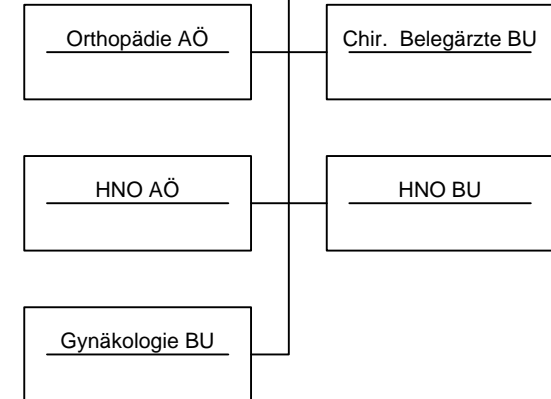 Orthopädie AÖ
Chir. Belegärzte BU
HNO AÖ
HNO BU
Gynäkologie BU